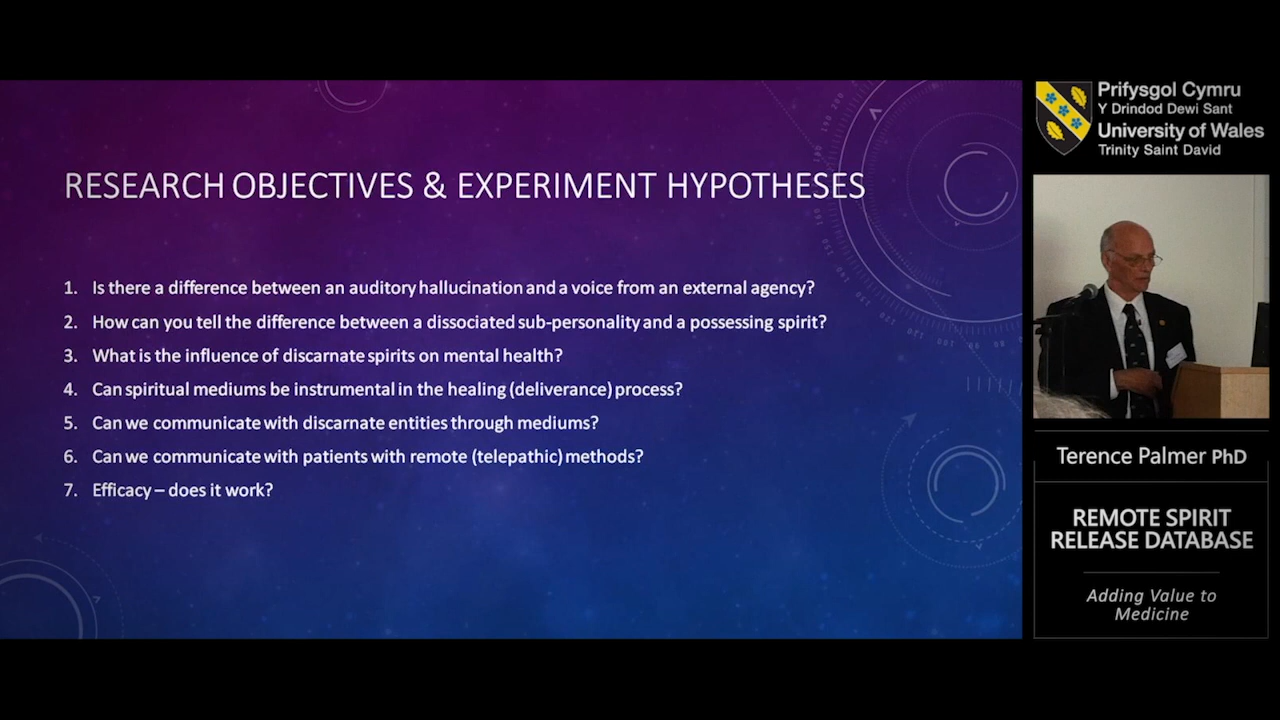 RESEARCH OBJECTIVES & EXPERIMENT HYPOTHESES
1. Is there a difference between an auditory hallucination and a voice from an external agency?
2. How can you tell the difference between a dissociated sub-personality and a possessing spirit?
3. What is the influence of discarnate spirits on mental health?
4. Can spiritual mediums be instrumental in the healing (deliverance) process?
5. Can we communicate with discarnate entities through mediums?
6. Can we communicate with patients with remote (telepathic) methods?
7. Efficacy – does it work?
Prifysgol Cymru
Y Drindod Dewi Sant
University of Wales
Trinity Saint David
Terence Palmer PhD
REMOTE SPIRIT
RELEASE DATABASE
Adding Value to
Medicine